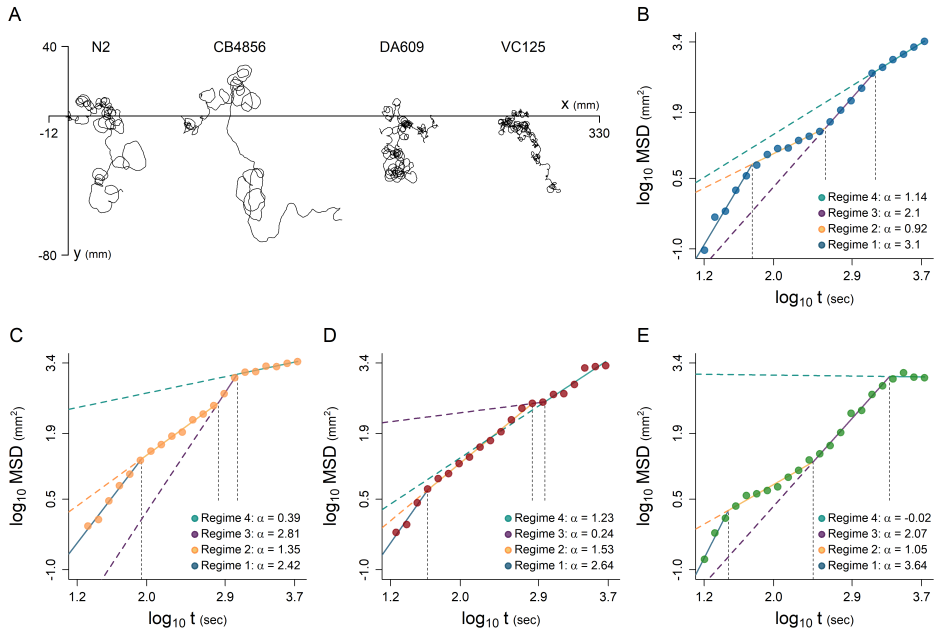 A
40
N2
CB4856
DA609
VC125
x (mm)
-12
330
-80
y (mm)
B
3.4
1.9
0.5
-1.0
log10 MSD (mm²)
Regime 4: α = 1.14
Regime 3: α = 2.1
Regime 2: α = 0.92
Regime 1: α = 3.1
1.2 2.0 2.9 3.7
log10 t (sec)
C
3.4
1.9
0.5
-1.0
log10 MSD (mm²)
Regime 4: α = 0.39
Regime 3: α = 2.81
Regime 2: α = 1.35
Regime 1: α = 2.42
1.2 2.0 2.9 3.7
log10 t (sec)
D
3.4
1.9
0.5
-1.0
log10 MSD (mm²)
Regime 4: α = 1.23
Regime 3: α = 0.24
Regime 2: α = 1.53
Regime 1: α = 2.64
1.2 2.0 2.9 3.7
log10 t (sec)
E
3.4
1.9
0.5
-1.0
log10 MSD (mm²)
Regime 4: α = -0.02
Regime 3: α = 2.07
Regime 2: α = 1.05
Regime 1: α = 3.64
1.2 2.0 2.9 3.7
log10 t (sec)